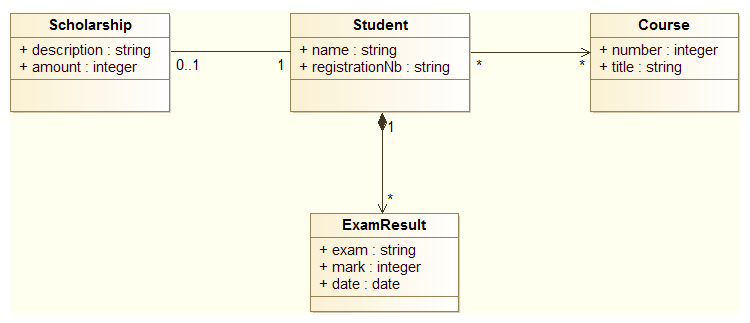 Scholarship
+ description : string
+ amount : integer
0..1
1
Student
+ name : string
+ registrationNb : string
*
*
Course
+ number : integer
+ title : string
1
*
ExamResult
+ exam : string
+ mark : integer
+ date : date